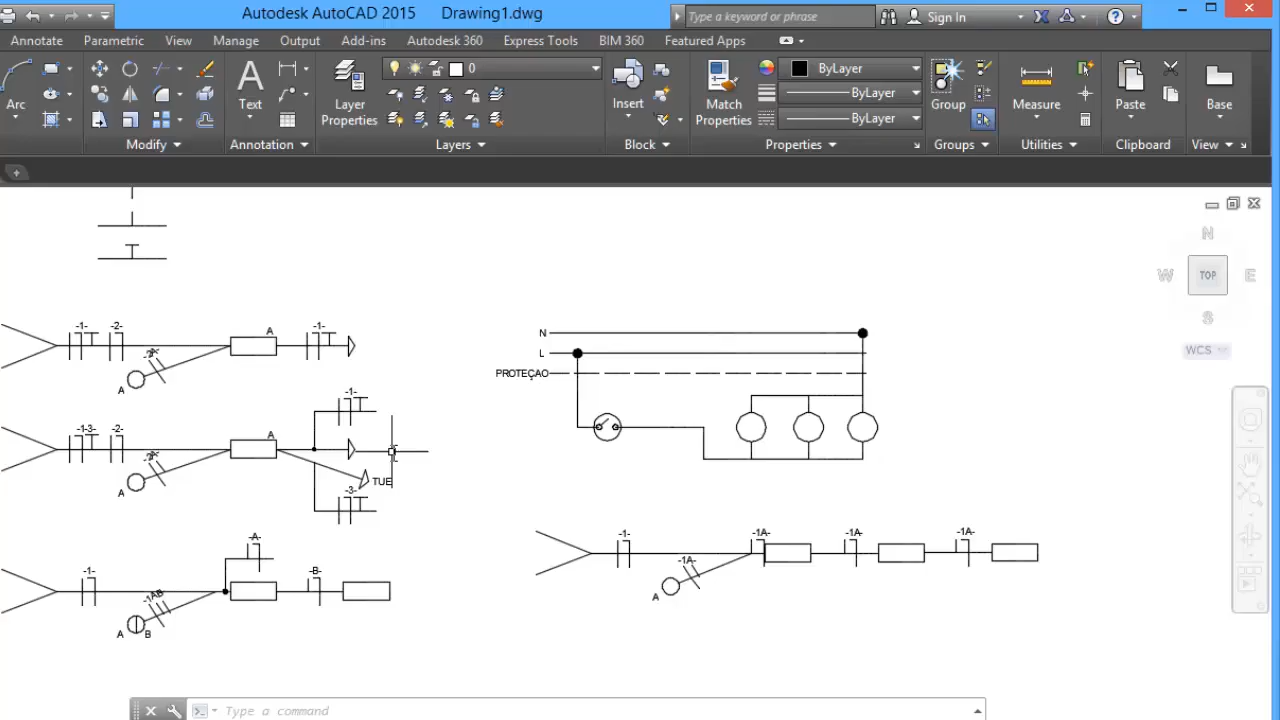 Autodesk AutoCAD 2015 Drawing1.dwg
Type a keyword or phrase
Sign In
Annotate Parametric View Manage Output Add-ins Autodesk 360 Express Tools BIM 360 Featured Apps
0
ByLayer
ByLayer
ByLayer
Arc Text Layer Properties Insert Match Properties Group Measure Paste Base
Modify Annotation Layers Block Properties Groups Utilities Clipboard View
N
W TOP E
S
WCS
-1- -2- A -1-
A
N
L
PROTEÇAO
-1-
-1-3- -2- A
A
TUE
-3-
-A-
-1- -B-
-1AB
A B
-1- -1A- -1A- -1A-
-1A-
A
Type a command